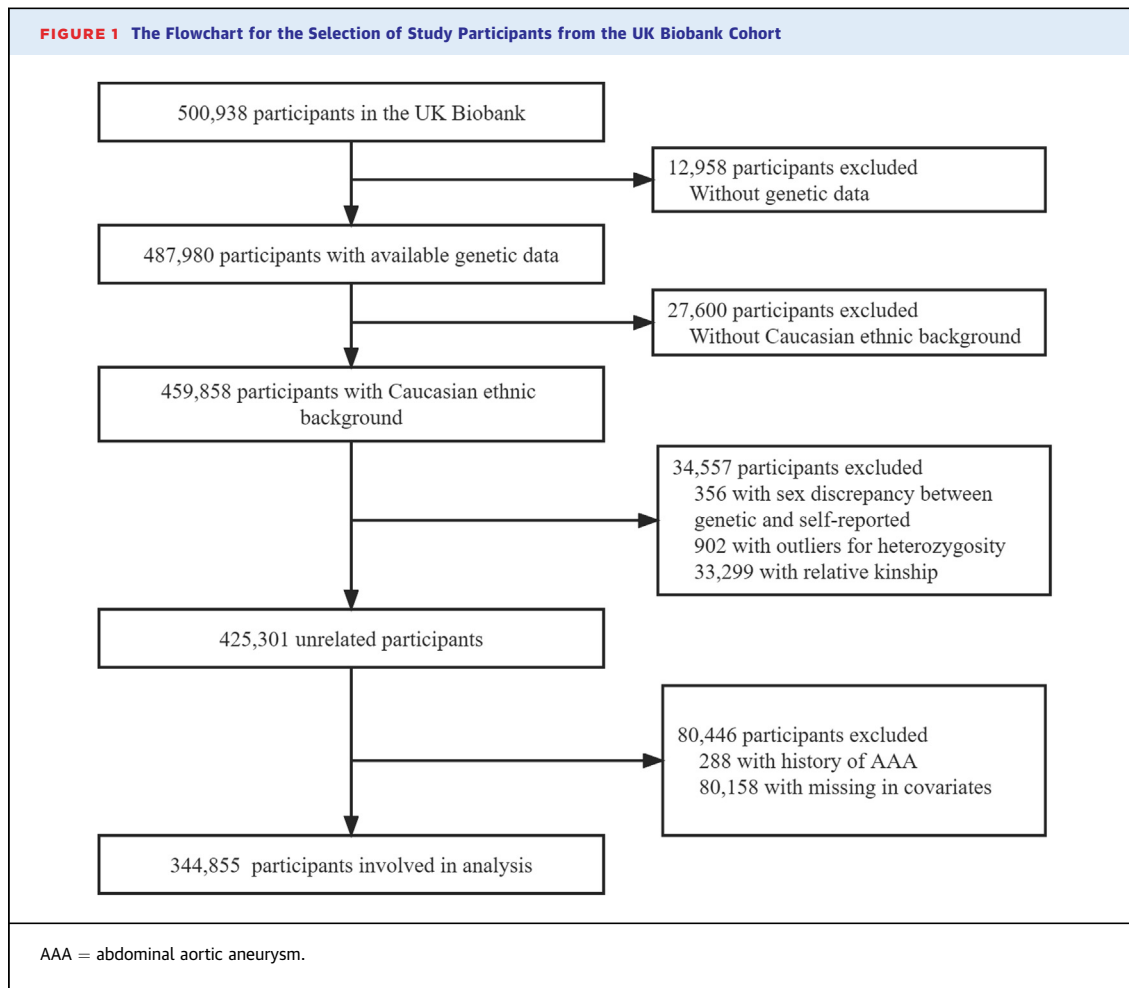 FIGURE 1 The Flowchart for the Selection of Study Participants from the UK Biobank Cohort
500,938 participants in the UK Biobank
12,958 participants excluded
Without genetic data
487,980 participants with available genetic data
27,600 participants excluded
Without Caucasian ethnic background
459,858 participants with Caucasian ethnic
background
34,557 participants excluded
356 with sex discrepancy between
genetic and self-reported
902 with outliers for heterozygosity
33,299 with relative kinship
425,301 unrelated participants
80,446 participants excluded
288 with history of AAA
80,158 with missing in covariates
344,855 participants involved in analysis
AAA = abdominal aortic aneurysm.